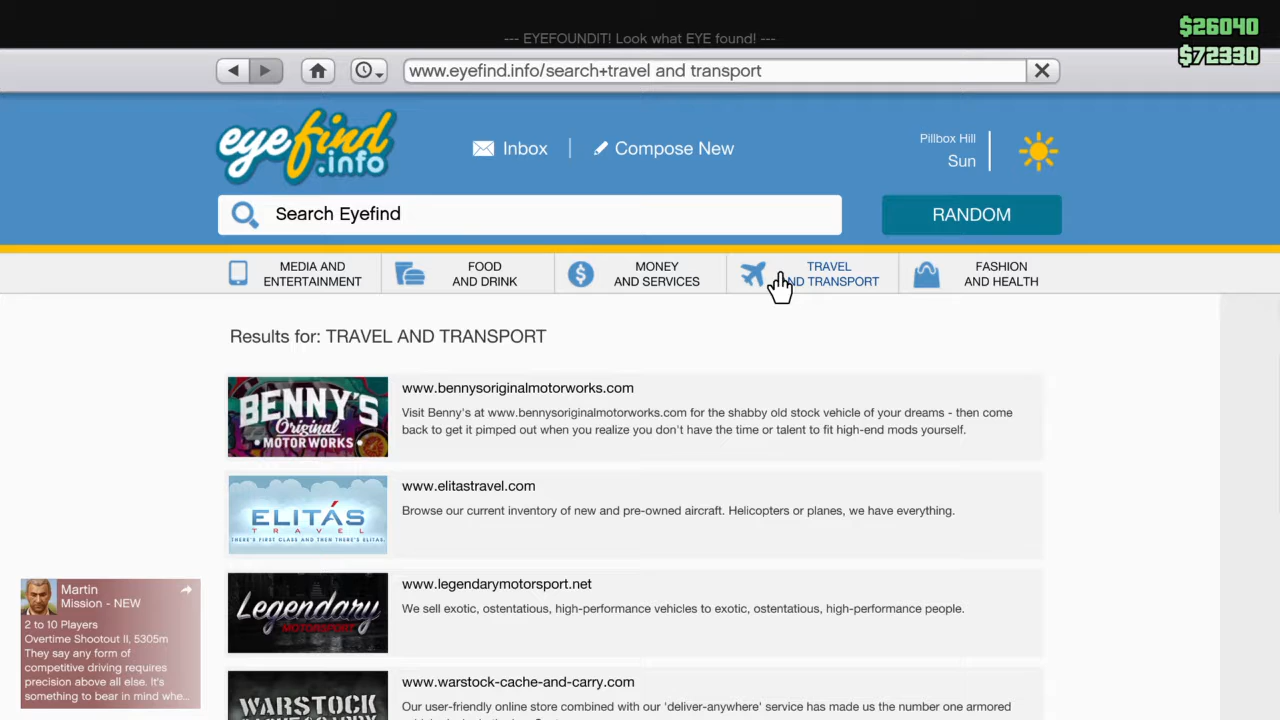 $26040
--- EYEFOUNDIT! Look what EYE found! ---
$72330
www.eyefind.info/search+travel and transport
eyefind
.info
Inbox
Compose New
Pillbox Hill
Sun
Search Eyefind
RANDOM
MEDIA AND
ENTERTAINMENT
FOOD
AND DRINK
MONEY
AND SERVICES
TRAVEL
AND TRANSPORT
FASHION
AND HEALTH
Results for: TRAVEL AND TRANSPORT
BENNY'S
Original
MOTOR WORKS
www.bennysoriginalmotorworks.com
Visit Benny's at www.bennysoriginalmotorworks.com for the shabby old stock vehicle of your dreams - then come
back to get it pimped out when you realize you don't have the time or talent to fit high-end mods yourself.
ELITÁS
TRAVEL
THERE'S FIRST CLASS AND THEN THERE'S ELITAS.
www.elitastravel.com
Browse our current inventory of new and pre-owned aircraft. Helicopters or planes, we have everything.
Legendary
MOTORSPORT
www.legendarymotorsport.net
We sell exotic, ostentatious, high-performance vehicles to exotic, ostentatious, high-performance people.
WARSTOCK
www.warstock-cache-and-carry.com
Our user-friendly online store combined with our 'deliver-anywhere' service has made us the number one armored
Martin
Mission - NEW
2 to 10 Players
Overtime Shootout II, 5305m
They say any form of
competitive driving requires
precision above all else. It's
something to bear in mind whe...